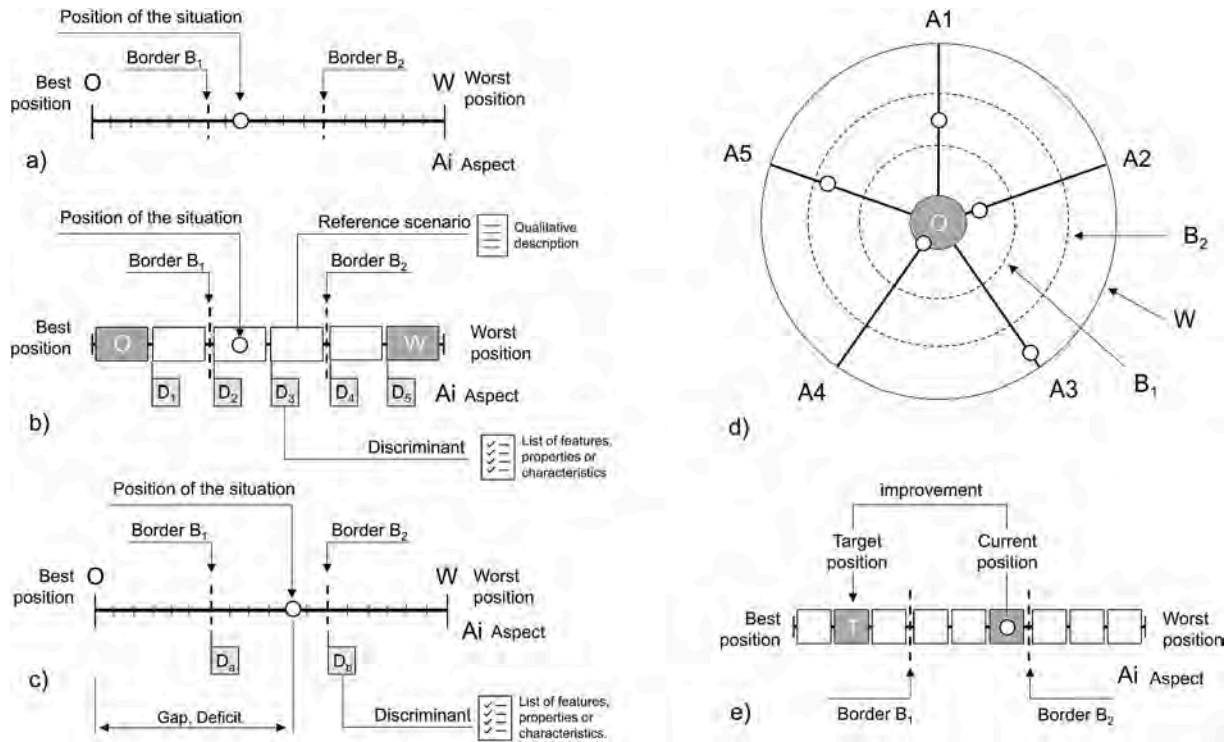 Position of the situation
Border B₁
Border B₂
Best position
O
W
Worst position
Ai Aspect
a)
Position of the situation
Reference scenario
Qualitative description
Border B₁
Border B₂
Best position
O
W
Worst position
D₁
D₂
D₃
D₄
D₅
Ai Aspect
b)
Discriminant
List of features,
properties or
characteristics
Position of the situation
Border B₁
Border B₂
Best position
O
W
Worst position
Ai Aspect
Dₐ
D_b
c)
Gap, Deficit
Discriminant
List of features,
properties or
characteristics.
A1
A5
A2
O
B₂
W
A4
A3
B₁
d)
improvement
Target position
Current position
Best position
T
Worst position
Ai Aspect
e)
Border B₁
Border B₂